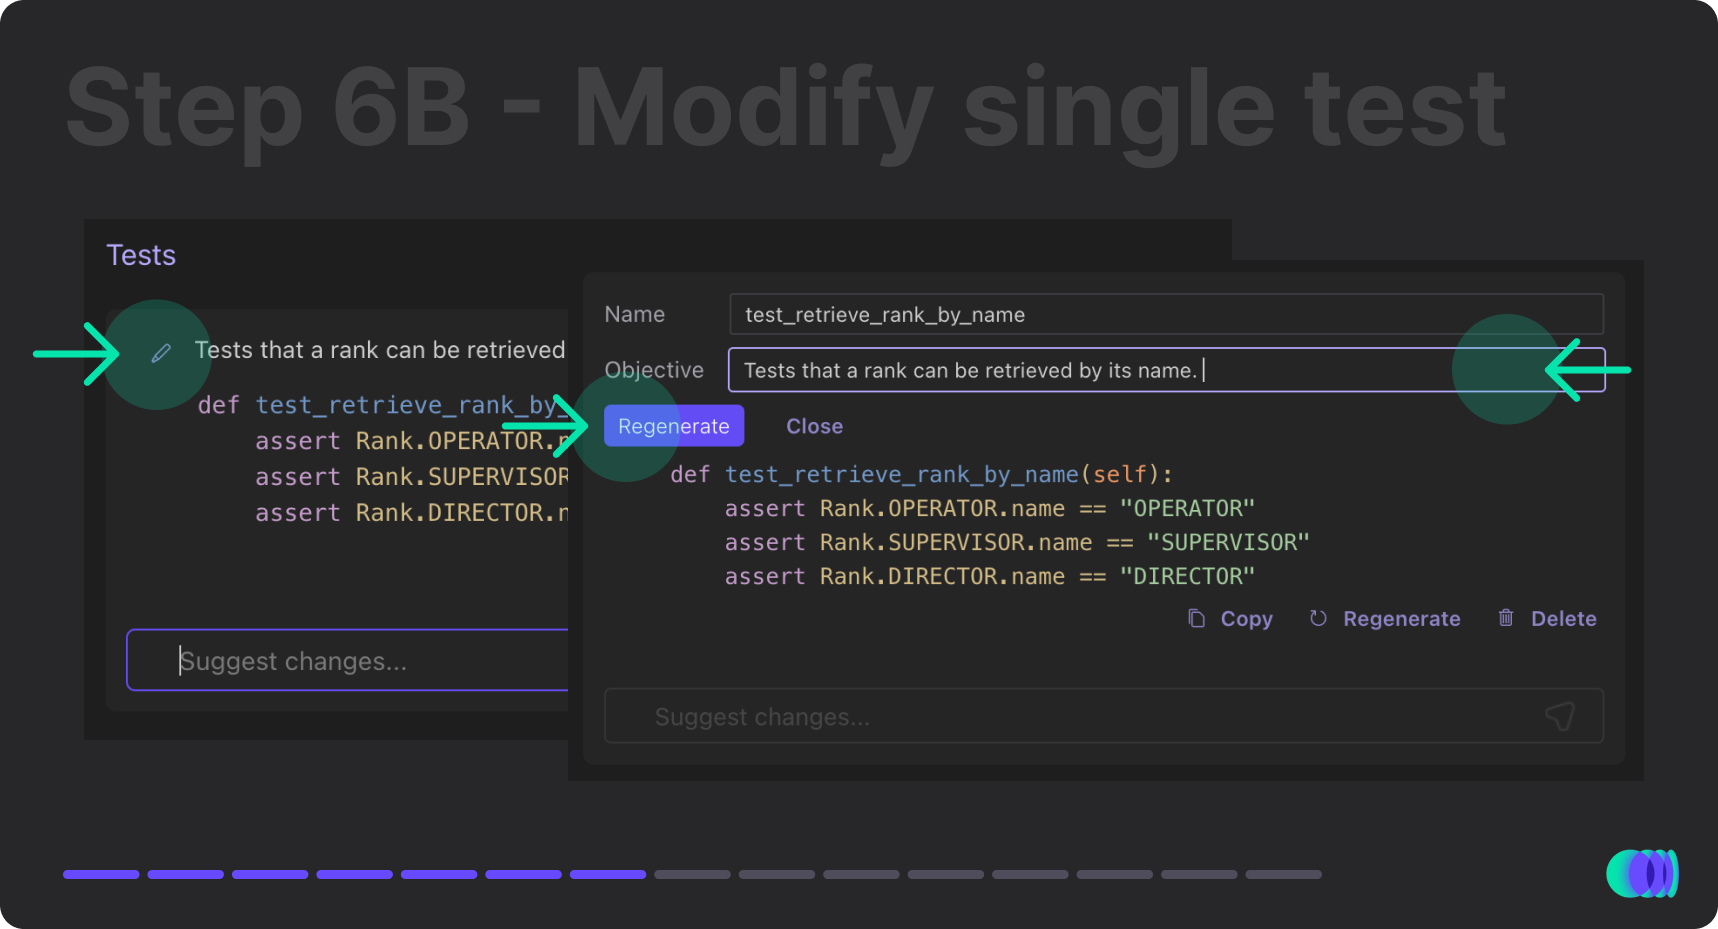 Step 6B - Modify single test
Tests
Tests that a rank can be retrieved
def test_retrieve_rank_by_
assert Rank.OPERATOR.n
assert Rank.SUPERVISOR
assert Rank.DIRECTOR.n
Suggest changes...
Name
test_retrieve_rank_by_name
Objective
Tests that a rank can be retrieved by its name.
Regenerate Close
def test_retrieve_rank_by_name(self):
assert Rank.OPERATOR.name == "OPERATOR"
assert Rank.SUPERVISOR.name == "SUPERVISOR"
assert Rank.DIRECTOR.name == "DIRECTOR"
Copy Regenerate Delete
Suggest changes...